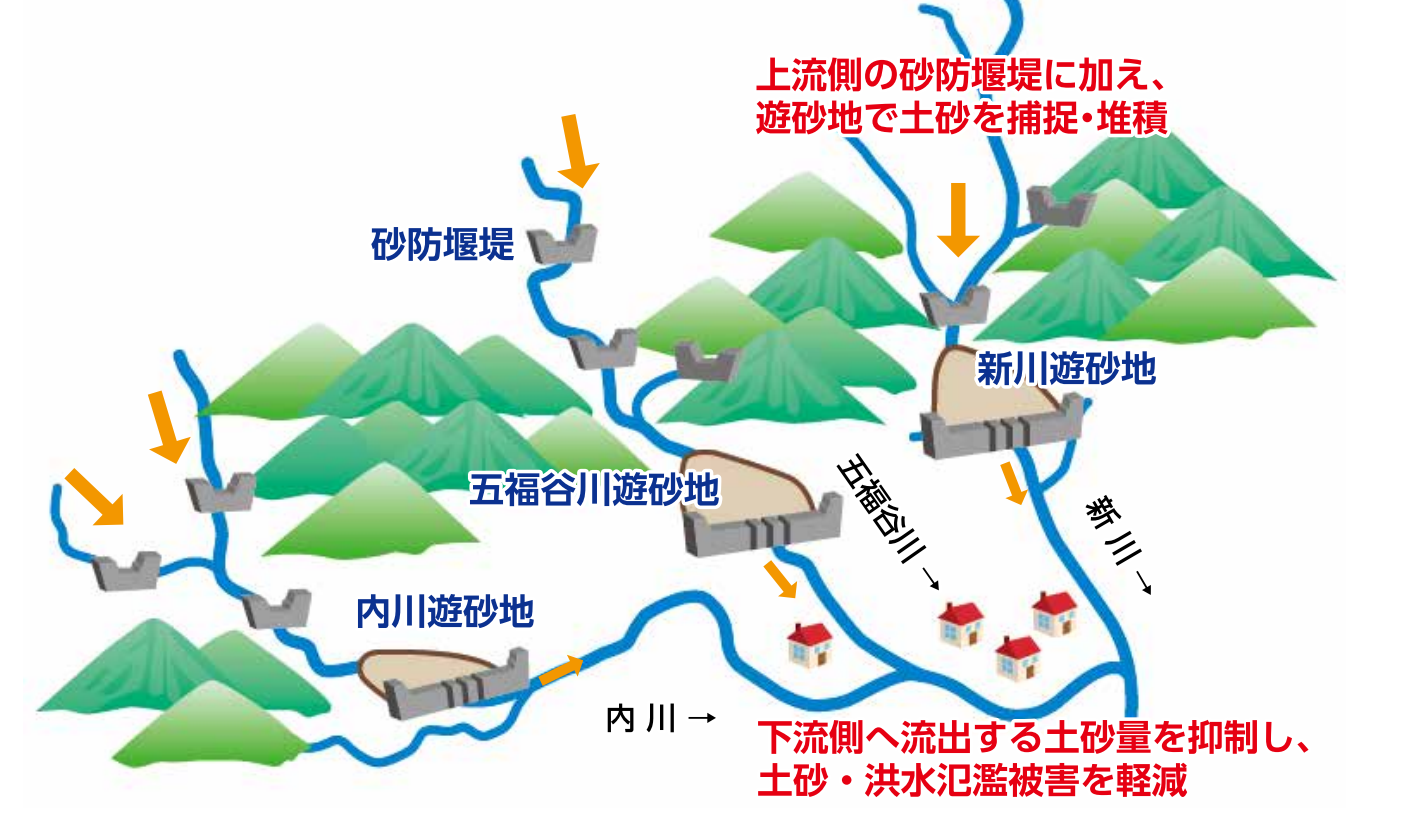 上流側の砂防堰堤に加え、
遊砂地で土砂を捕捉・堆積
砂防堰堤
新川遊砂地
五福谷川遊砂地
五福谷川→
新川→
内川遊砂地
内川→
下流側へ流出する土砂量を抑制し、
土砂・洪水氾濫被害を軽減